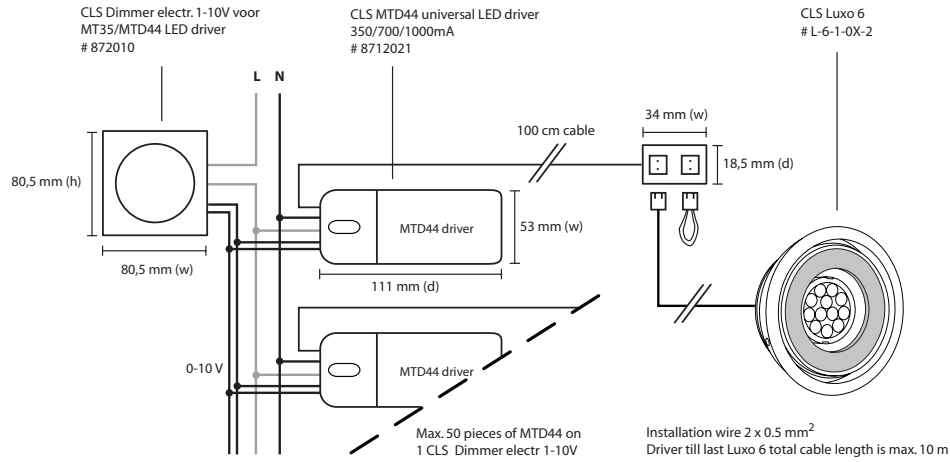 CLS Dimmer electr. 1-10V voor
MT35/MTD44 LED driver
# 872010
CLS MTD44 universal LED driver
350/700/1000mA
# 8712021
CLS Luxo 6
# L-6-1-0X-2
L N
34 mm (w)
100 cm cable
18,5 mm (d)
80,5 mm (h)
53 mm (w)
MTD44 driver
80,5 mm (w)
111 mm (d)
0-10 V
MTD44 driver
Max. 50 pieces of MTD44 on
1 CLS Dimmer electr 1-10V
Installation wire 2 x 0.5 mm²
Driver till last Luxo 6 total cable length is max. 10 m